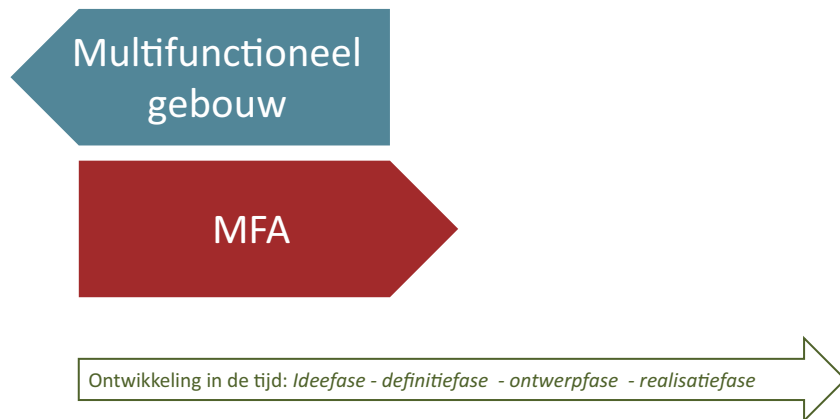 Multifunctioneel
gebouw
MFA
Ontwikkeling in de tijd: Ideefase - definitiefase - ontwerpfase - realisatiefase